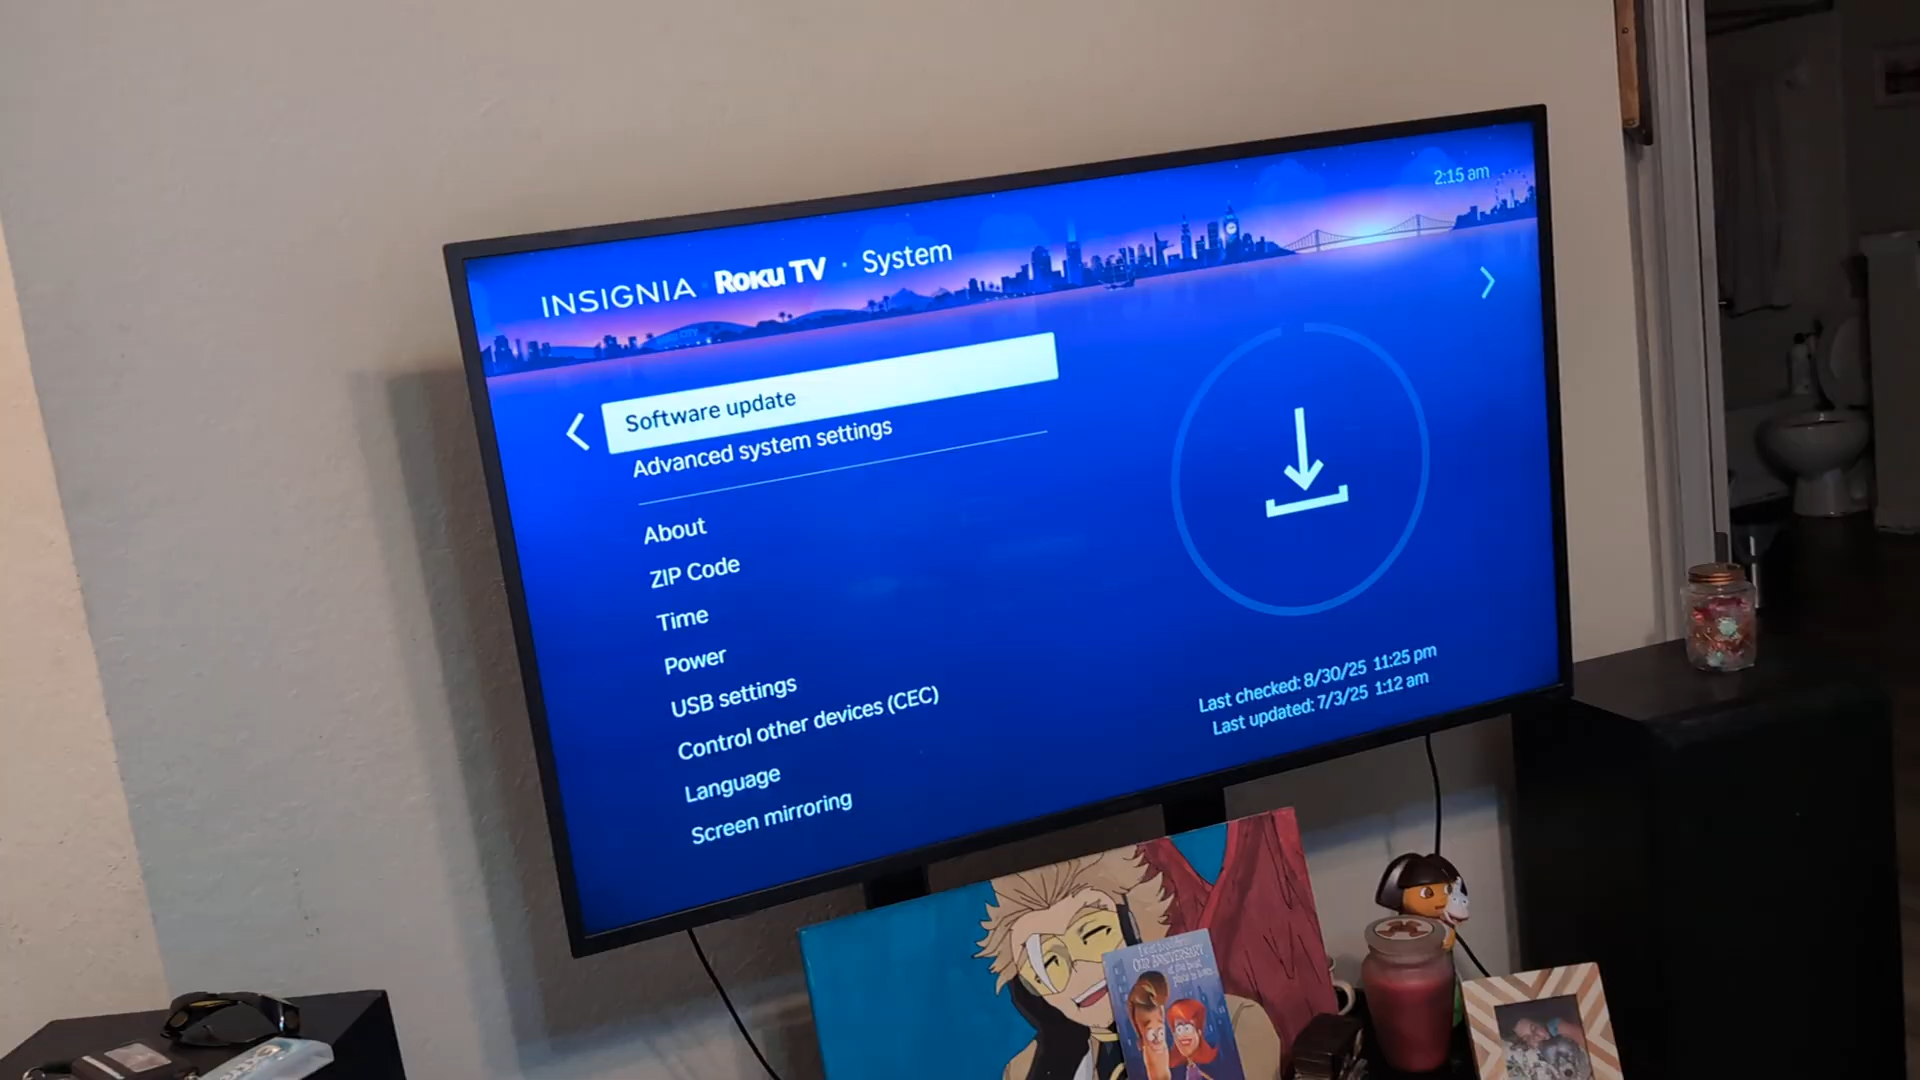 2:15 am
INSIGNIA Roku TV · System
Software update
Advanced system settings
About
ZIP Code
Time
Power
USB settings
Control other devices (CEC)
Language
Screen mirroring
Last checked: 8/30/25 11:25 pm
Last updated: 7/3/25 1:12 am
OUR ANNIVERSARY